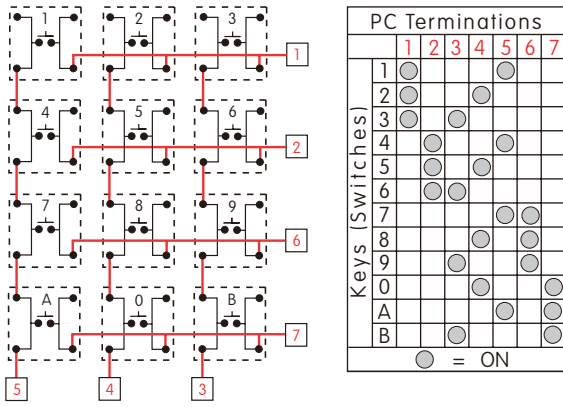 1 2 3
1
4 5 6
2
7 8 9
6
A 0 B
7
5 4 3
PC Terminations
1 2 3 4 5 6 7
Keys (Switches)
1
2
3
4
5
6
7
8
9
0
A
B
= ON